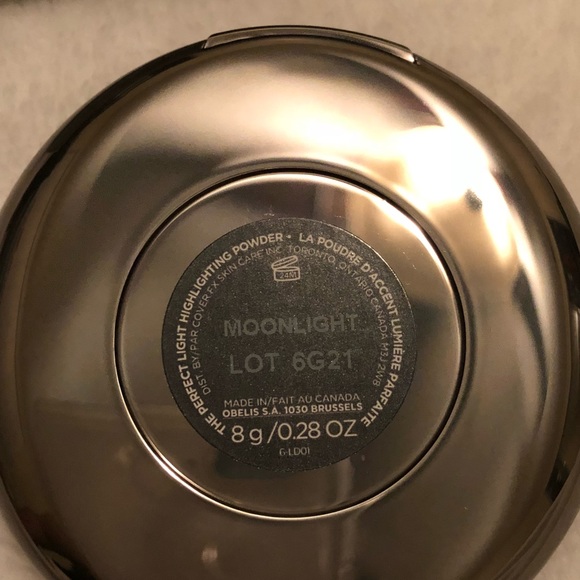 THE PERFECT LIGHT HIGHLIGHTING POWDER • LA POUDRE D'ACCENT LUMIÈRE PARFAITE
DIST. BY/PAR COVER FX SKIN CARE INC. TORONTO, ONTARIO CANADA M3J 2W8
24M
MOONLIGHT
LOT 6G21
MADE IN/FAIT AU CANADA
OBELIS S.A. 1030 BRUSSELS
8 g/0.28 OZ
G-LD01